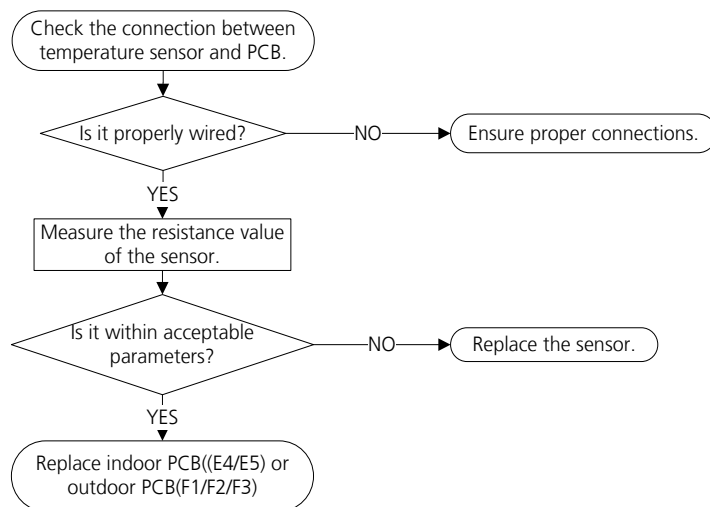 Check the connection between
temperature sensor and PCB.
Is it properly wired?
NO
Ensure proper connections.
YES
Measure the resistance value
of the sensor.
Is it within acceptable
parameters?
NO
Replace the sensor.
YES
Replace indoor PCB((E4/E5) or
outdoor PCB(F1/F2/F3)